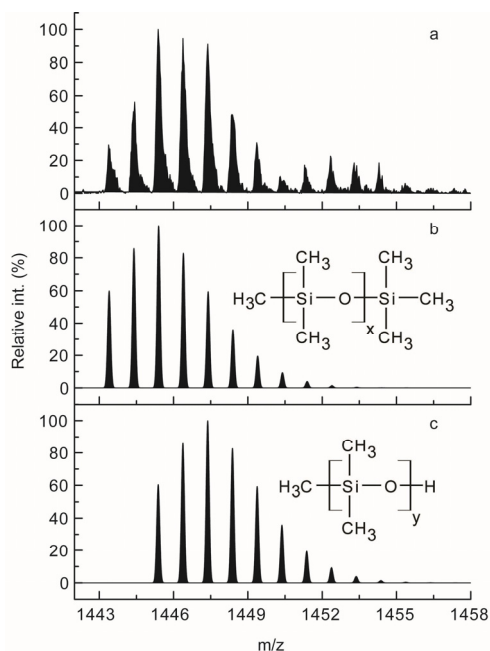 a
100
80
60
40
20
0
b
100
80
60
40
20
0
CH3 CH3
H3C Si O Si CH3
x
CH3 CH3
Relative int. (%)
c
100
80
60
40
20
0
CH3
H3C Si O H
y
CH3
1443 1446 1449 1452 1455 1458
m/z